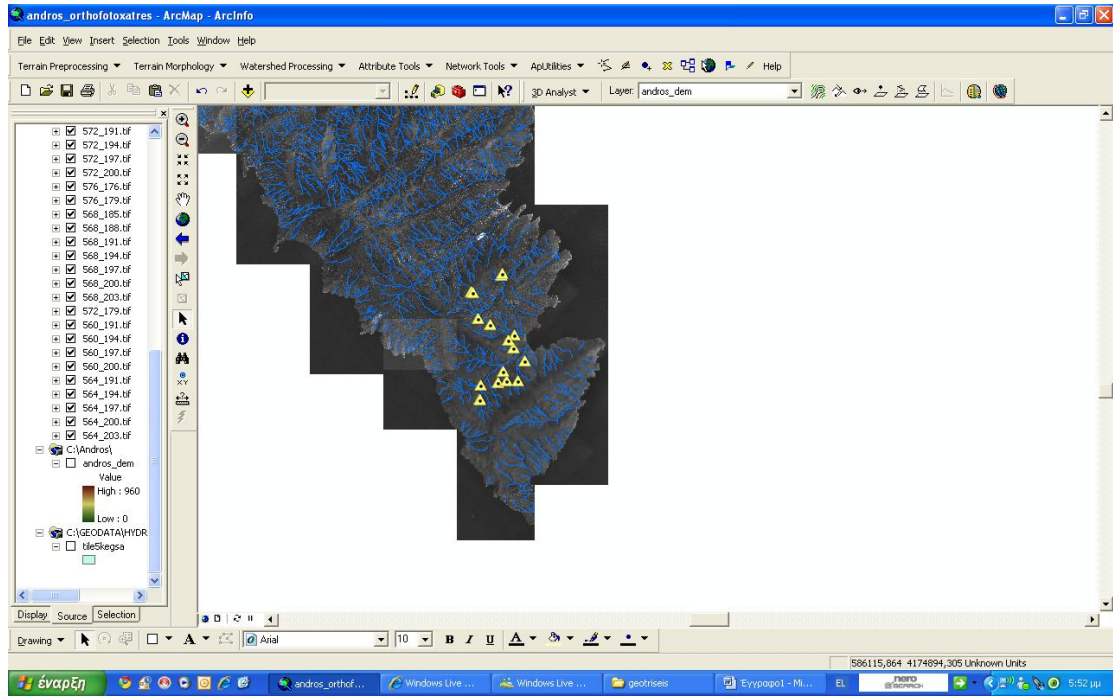 andros_orthofotoxatres - ArcMap - ArcInfo
File Edit View Insert Selection Tools Window Help
Terrain Preprocessing Terrain Morphology Watershed Processing Attribute Tools Network Tools ApUtilities Help
3D Analyst Layer: andros_dem
572_191.tif
572_194.tif
572_197.tif
572_200.tif
576_176.tif
576_179.tif
568_185.tif
568_188.tif
568_191.tif
568_194.tif
568_197.tif
568_200.tif
568_203.tif
572_179.tif
560_191.tif
560_194.tif
560_197.tif
560_200.tif
564_191.tif
564_194.tif
564_197.tif
564_200.tif
564_203.tif
C:\Andros\
andros_dem
Value
High : 960
Low : 0
C:\GEODATA\HYDR
tile5kegsa
Display Source Selection
Drawing A Arial 10 B I U A
586115,864 4174894,305 Unknown Units
έναρξη andros_orthof... Windows Live ... Windows Live ... geotriseis Έγγραφο1 - Mi... EL nero SEARCH 5:52 μμ